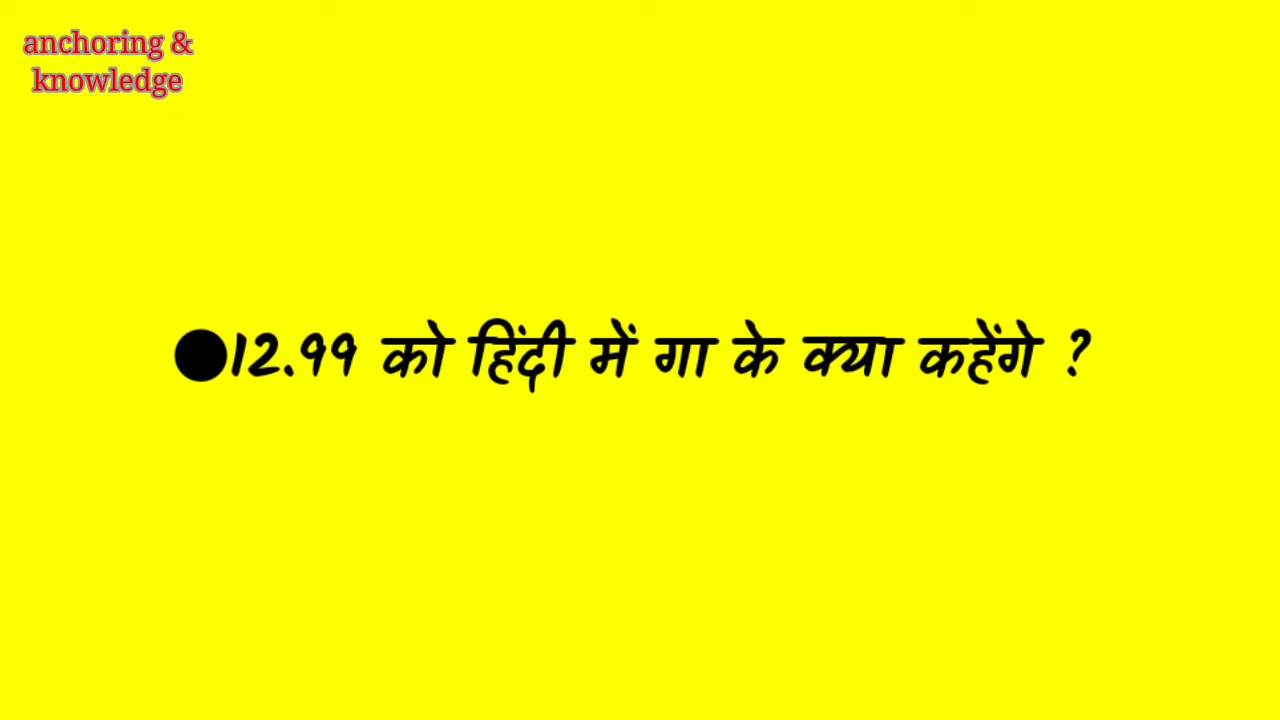 anchoring &
knowledge
●12.99 को हिंदी में गा के क्या कहेंगे ?